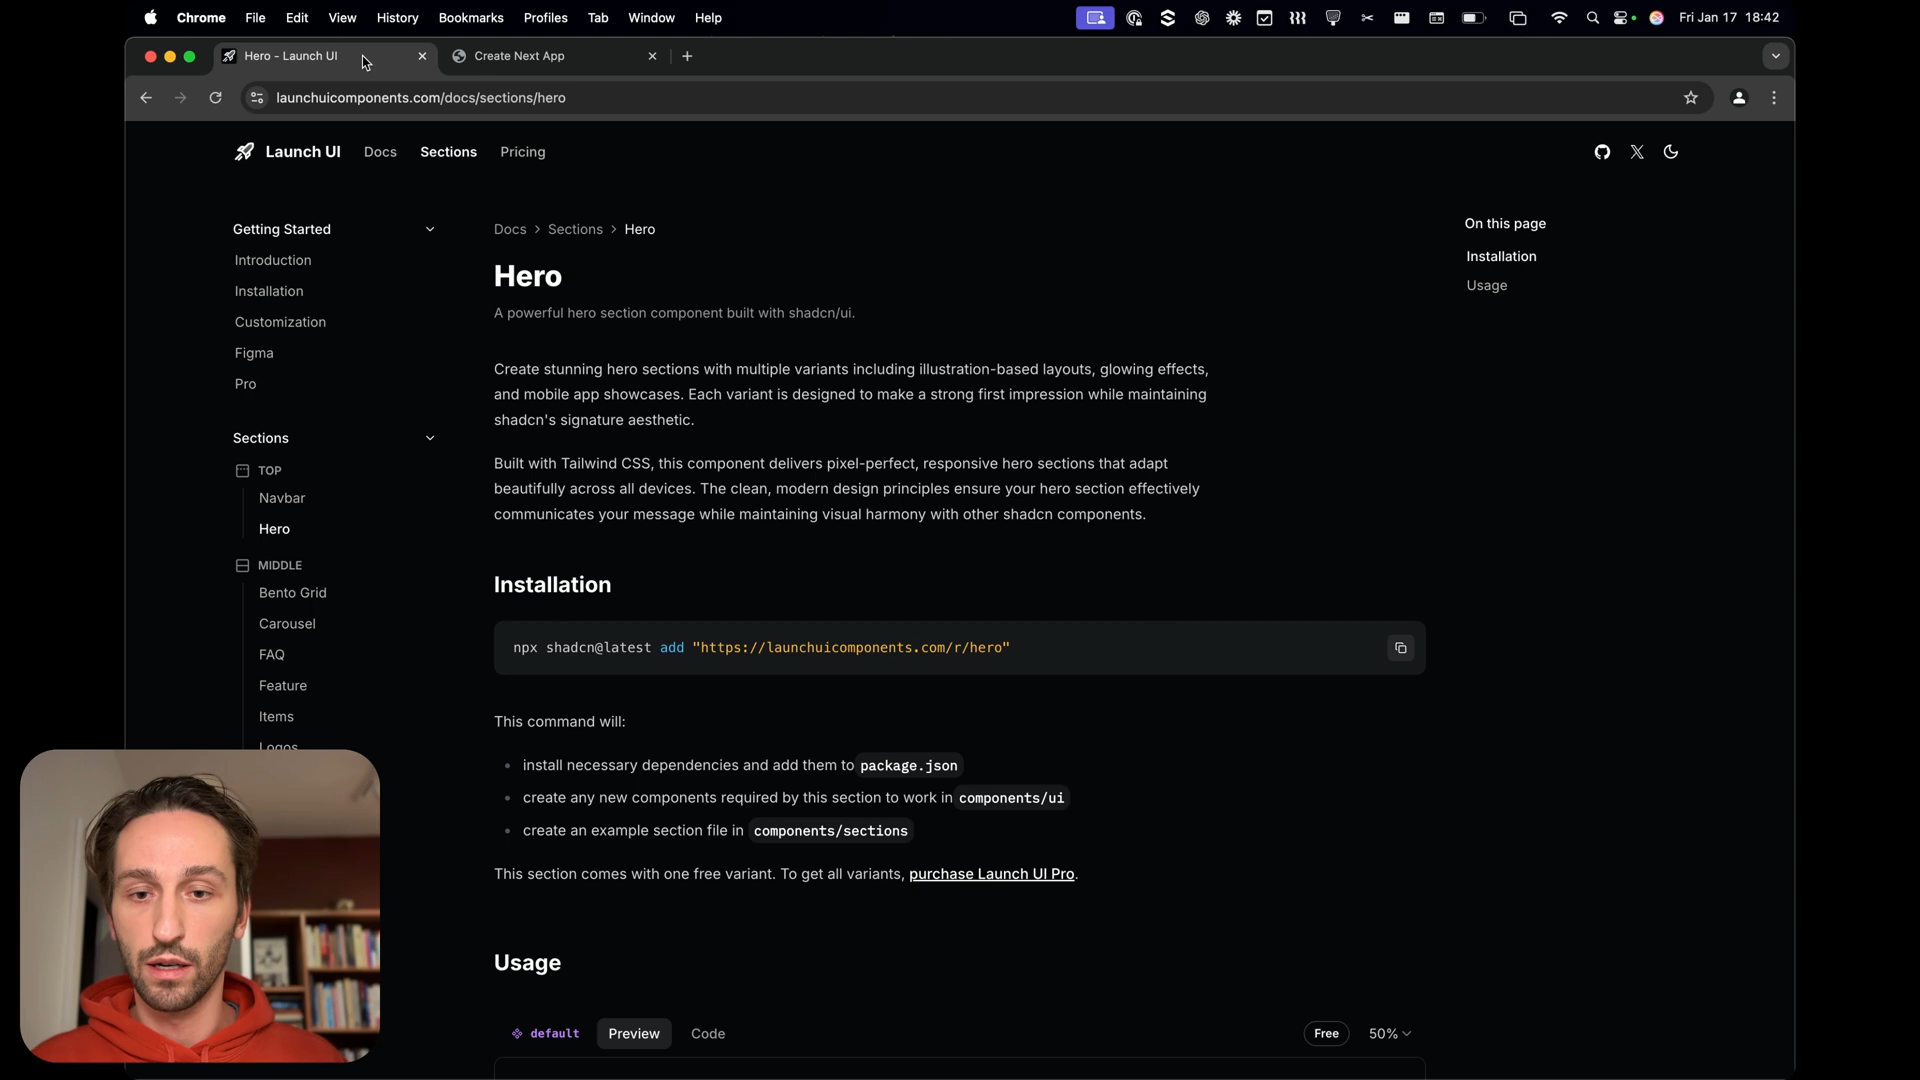 Chrome File Edit View History Bookmarks Profiles Tab Window Help
Fri Jan 17 18:42
Hero - Launch UI
Create Next App
launchuicomponents.com/docs/sections/hero
Launch UI Docs Sections Pricing
Getting Started
Introduction
Installation
Customization
Figma
Pro
Sections
TOP
Navbar
Hero
MIDDLE
Bento Grid
Carousel
FAQ
Feature
Items
Logos
Docs > Sections > Hero
Hero
A powerful hero section component built with shadcn/ui.
Create stunning hero sections with multiple variants including illustration-based layouts, glowing effects,
and mobile app showcases. Each variant is designed to make a strong first impression while maintaining
shadcn's signature aesthetic.
Built with Tailwind CSS, this component delivers pixel-perfect, responsive hero sections that adapt
beautifully across all devices. The clean, modern design principles ensure your hero section effectively
communicates your message while maintaining visual harmony with other shadcn components.
Installation
npx shadcn@latest add "https://launchuicomponents.com/r/hero"
This command will:
install necessary dependencies and add them to package.json
create any new components required by this section to work in components/ui
create an example section file in components/sections
This section comes with one free variant. To get all variants, purchase Launch UI Pro.
Usage
default Preview Code
Free 50%
On this page
Installation
Usage